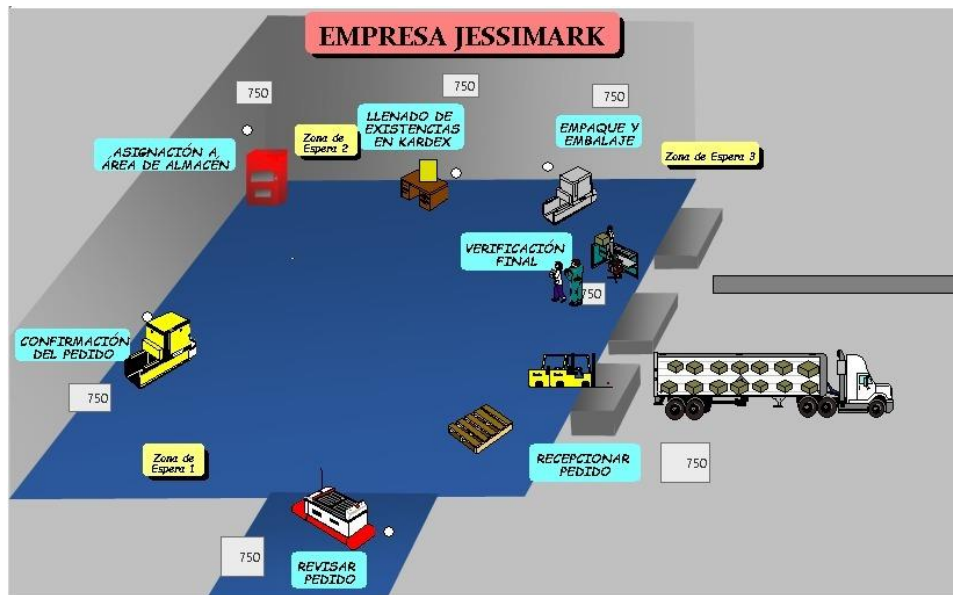 EMPRESA JESSIMARK
750
750
750
ASIGNACIÓN A
ÁREA DE ALMACÉN
Zona de
Espera 2
LLENADO DE
EXISTENCIAS
EN KARDEX
EMPAQUE Y
EMBALAJE
Zona de Espera 3
VERIFICACIÓN
FINAL
750
CONFIRMACIÓN
DEL PEDIDO
750
Zona de
Espera 1
RECEPCIONAR
PEDIDO
750
750
REVISAR
PEDIDO